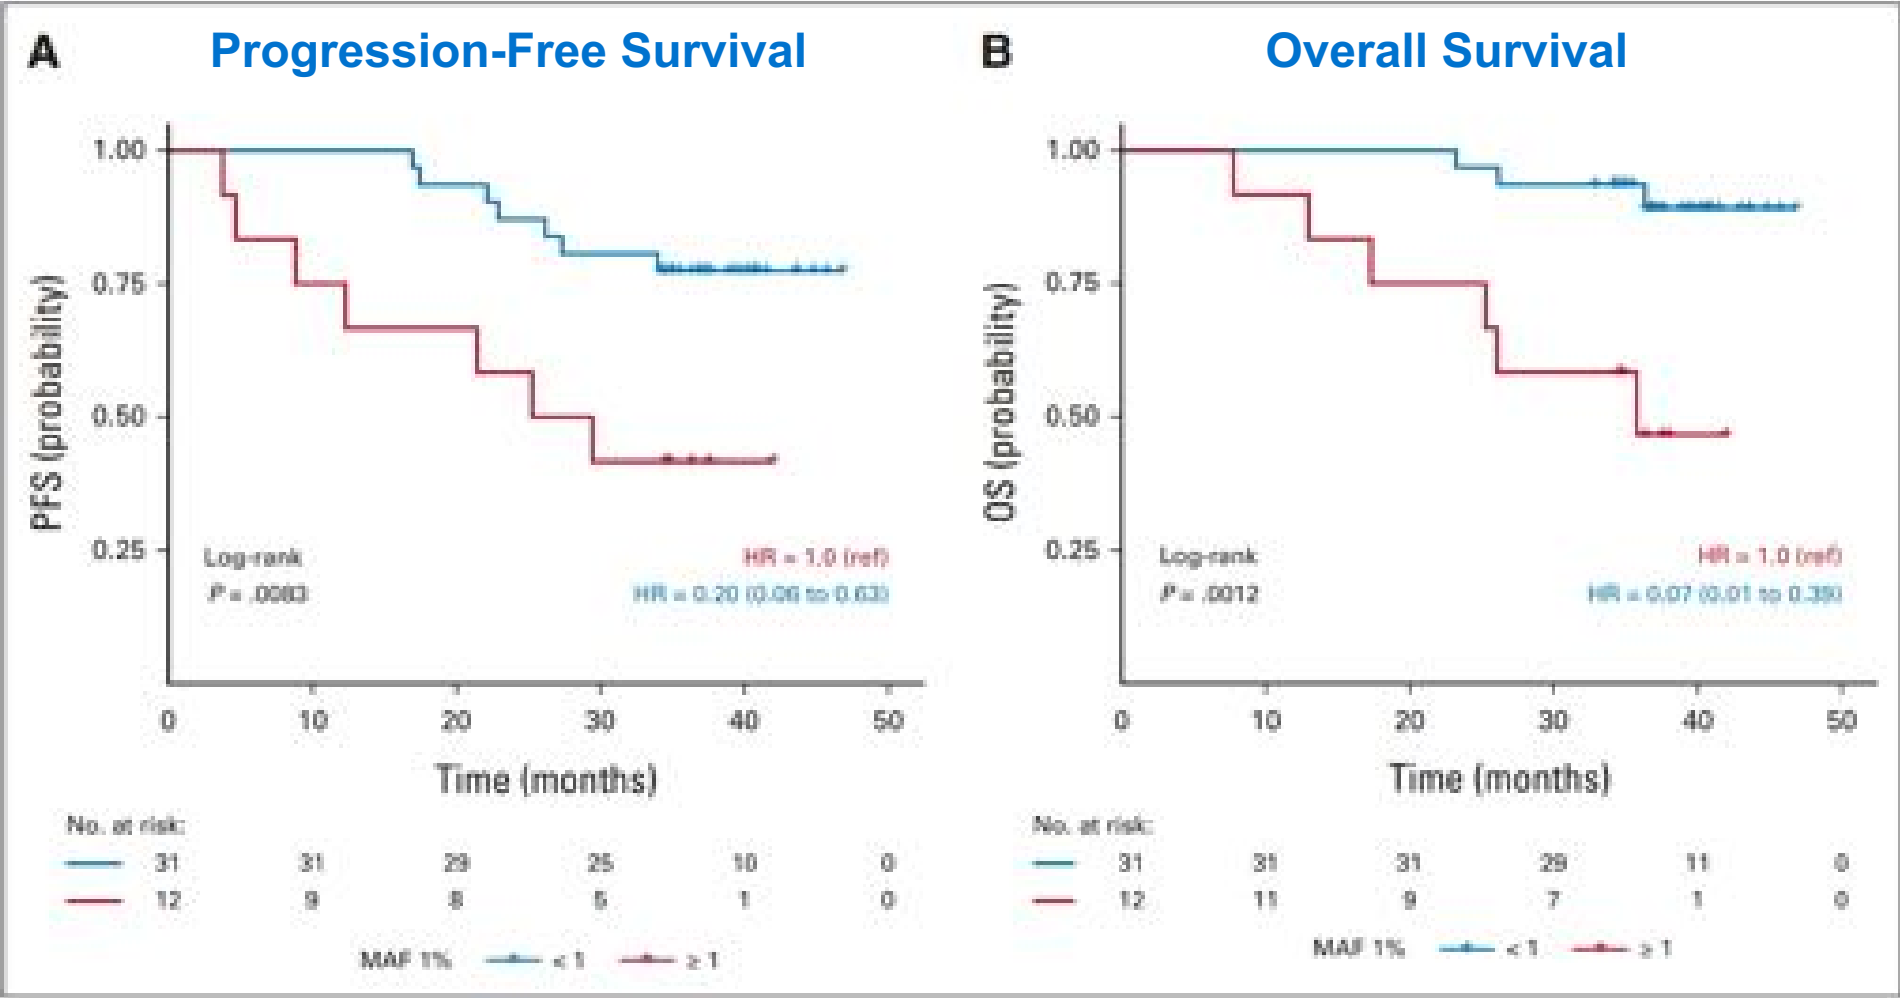 A Progression-Free Survival
1.00
0.75
0.50
0.25
PFS (probability)
Log-rank
P = .0083
HR = 1.0 (ref)
HR = 0.20 (0.06 to 0.63)
0 10 20 30 40 50
Time (months)
No. at risk:
31 31 29 25 10 0
12 9 8 5 1 0
MAF 1% < 1 ≥ 1
B Overall Survival
1.00
0.75
0.50
0.25
OS (probability)
Log-rank
P = .0012
HR = 1.0 (ref)
HR = 0.07 (0.01 to
0 10 20 30 40 50
Time (months)
No. at risk:
31 31 31 29 11 0
12 11 9 7 1 0
MAF 1% < 1 ≥ 1